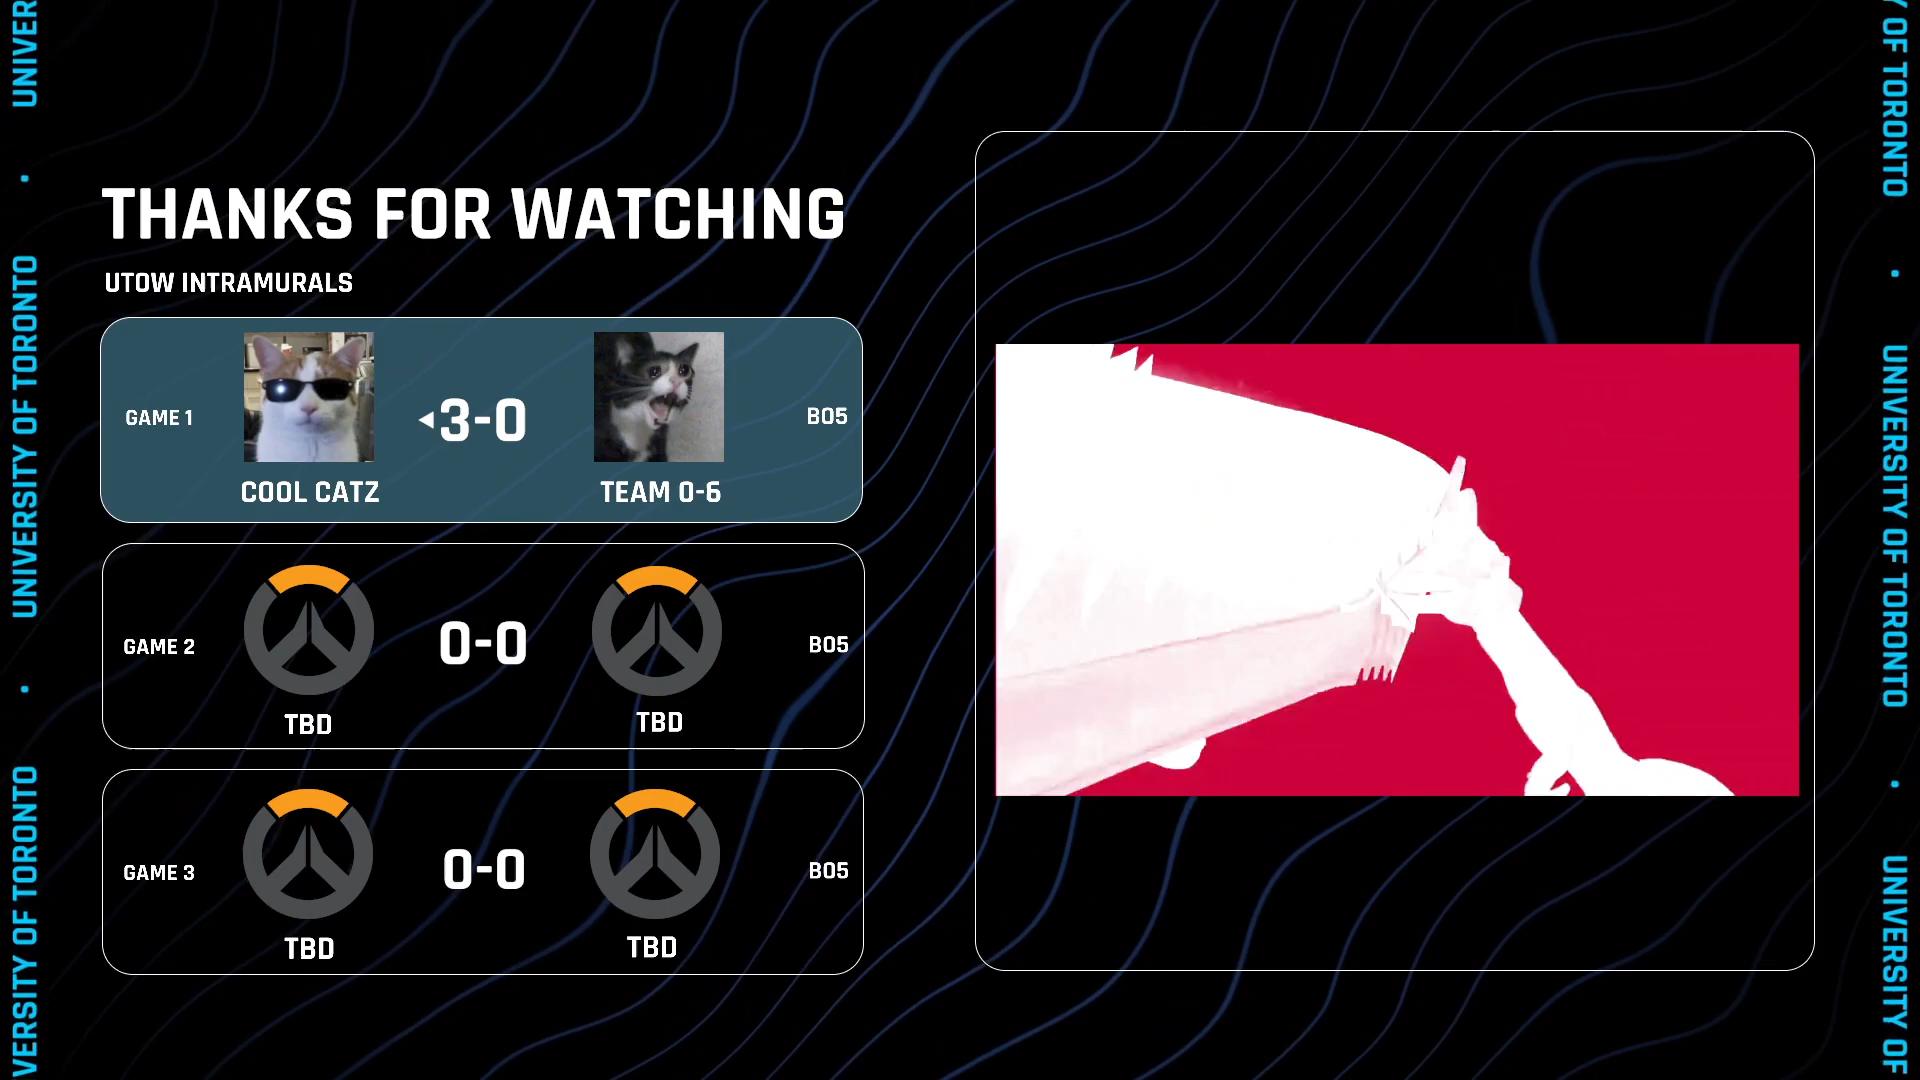 THANKS FOR WATCHING
UTOW INTRAMURALS
GAME 1
◂3-0
BO5
COOL CATZ
TEAM 0-6
GAME 2
0-0
BO5
TBD
TBD
GAME 3
0-0
BO5
TBD
TBD
UNIVER
UNIVERSITY OF TORONTO
VERSITY OF TORONTO
Y OF TORONTO
UNIVERSITY OF TORONTO
UNIVERSITY OF